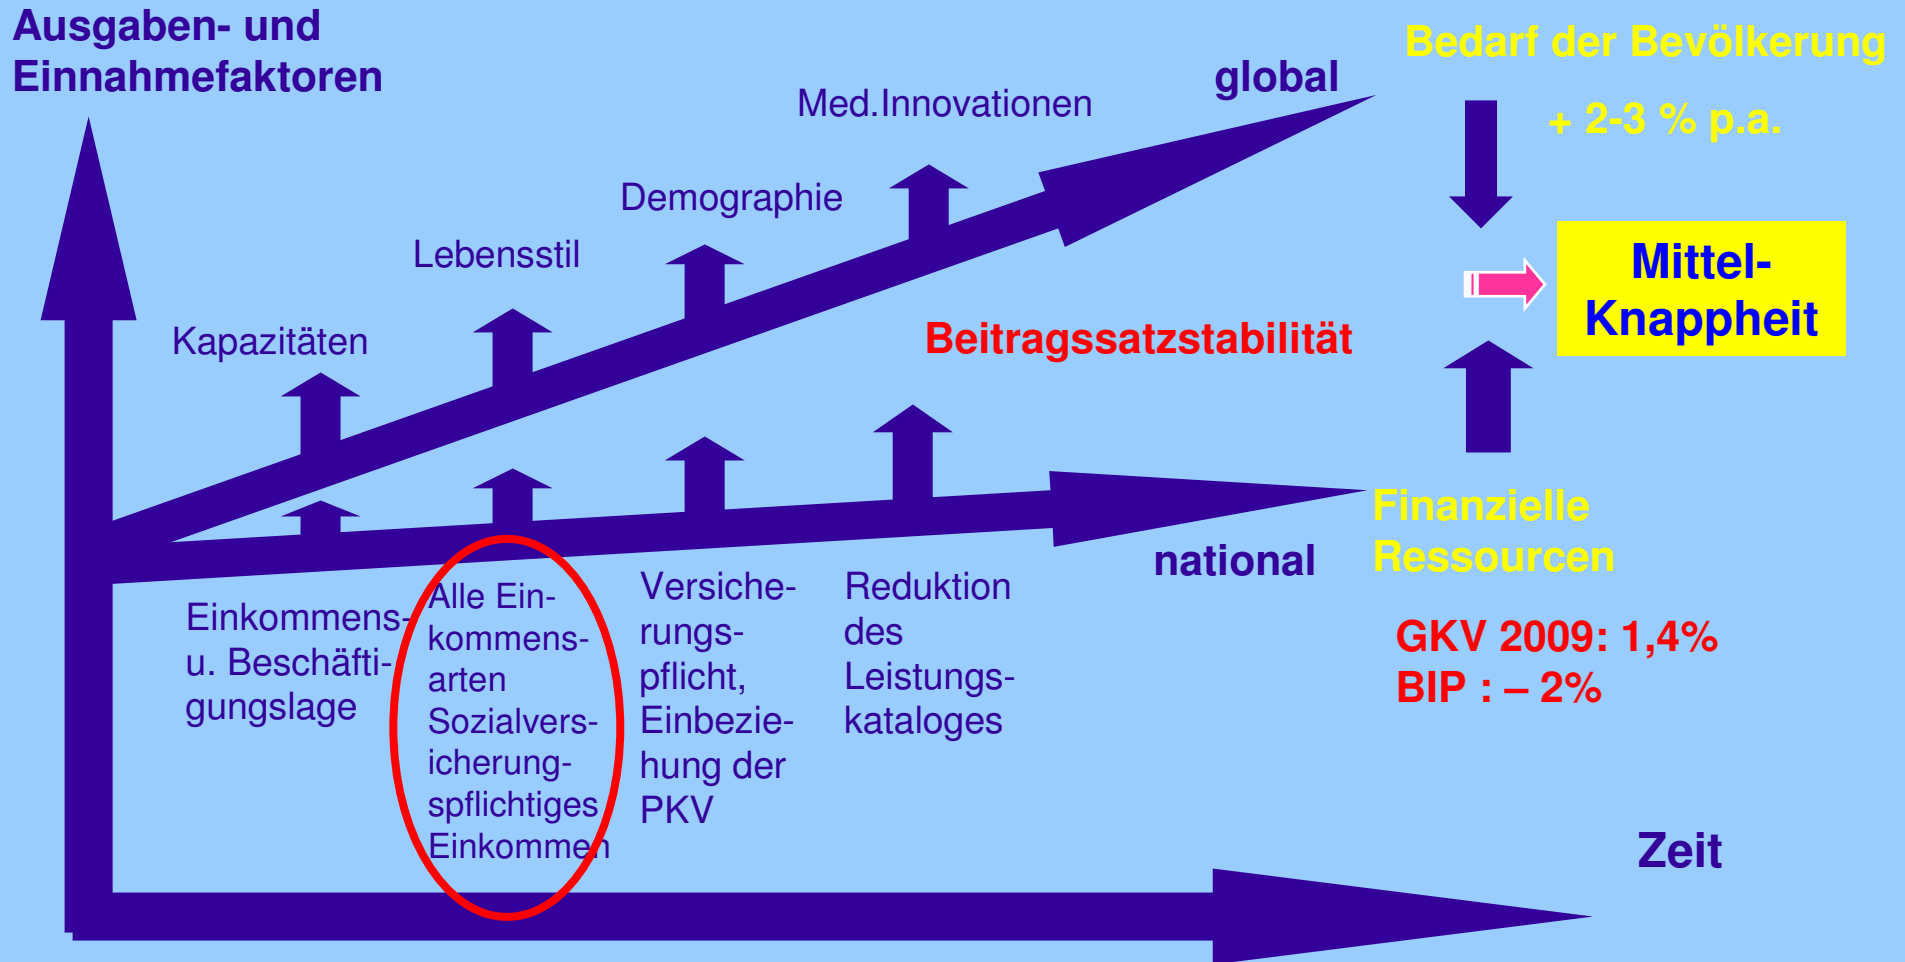 Ausgaben- und
Einnahmefaktoren
global
Bedarf der Bevölkerung
+ 2-3 % p.a.
Med.Innovationen
Demographie
Lebensstil
Kapazitäten
Mittel-
Knappheit
Beitragssatzstabilität
Finanzielle
Ressourcen
national
GKV 2009: 1,4%
BIP : – 2%
Einkommens-
u. Beschäfti-
gungslage
Alle Ein-
kommens-
arten
Sozialvers-
icherung-
spflichtiges
Einkommen
Versiche-
rungs-
pflicht,
Einbezie-
hung der
PKV
Reduktion
des
Leistungs-
kataloges
Zeit